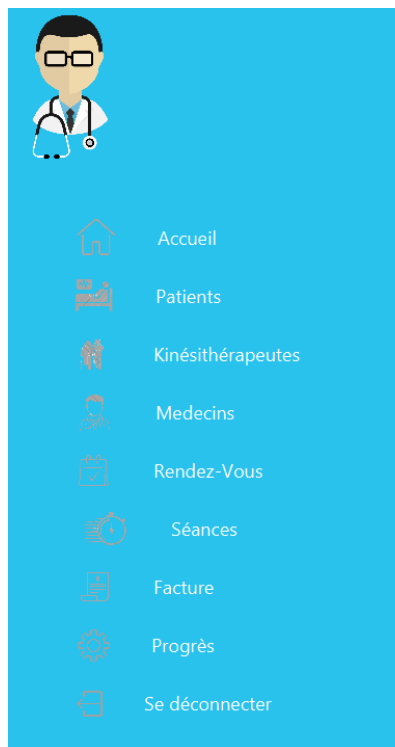 Accueil
Patients
Kinésithérapeutes
Medecins
Rendez-Vous
Séances
Facture
Progrès
Se déconnecter